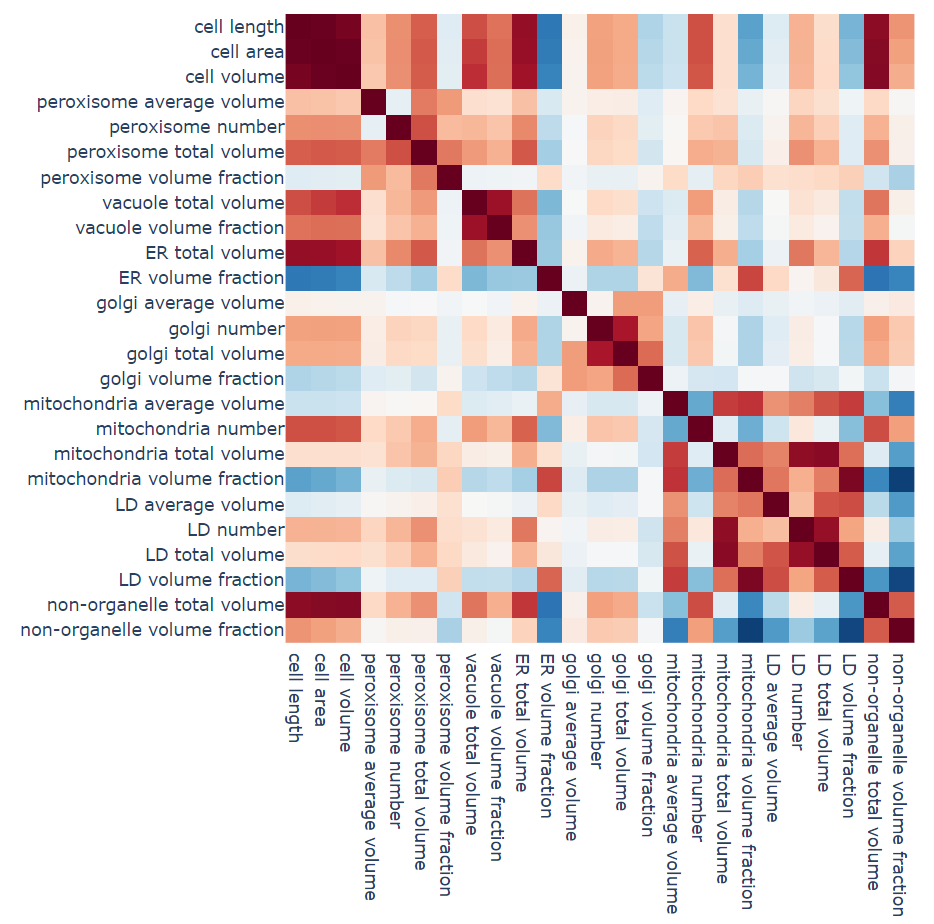 cell length
cell area
cell volume
peroxisome average volume
peroxisome number
peroxisome total volume
peroxisome volume fraction
vacuole total volume
vacuole volume fraction
ER total volume
ER volume fraction
golgi average volume
golgi number
golgi total volume
golgi volume fraction
mitochondria average volume
mitochondria number
mitochondria total volume
mitochondria volume fraction
LD average volume
LD number
LD total volume
LD volume fraction
non-organelle total volume
non-organelle volume fraction
cell length
cell area
cell volume
peroxisome average volume
peroxisome number
peroxisome total volume
peroxisome volume fraction
vacuole total volume
vacuole volume fraction
ER total volume
ER volume fraction
golgi average volume
golgi number
golgi total volume
golgi volume fraction
mitochondria average volume
mitochondria number
mitochondria total volume
mitochondria volume fraction
LD average volume
LD number
LD total volume
LD volume fraction
non-organelle total volume
non-organelle volume fraction